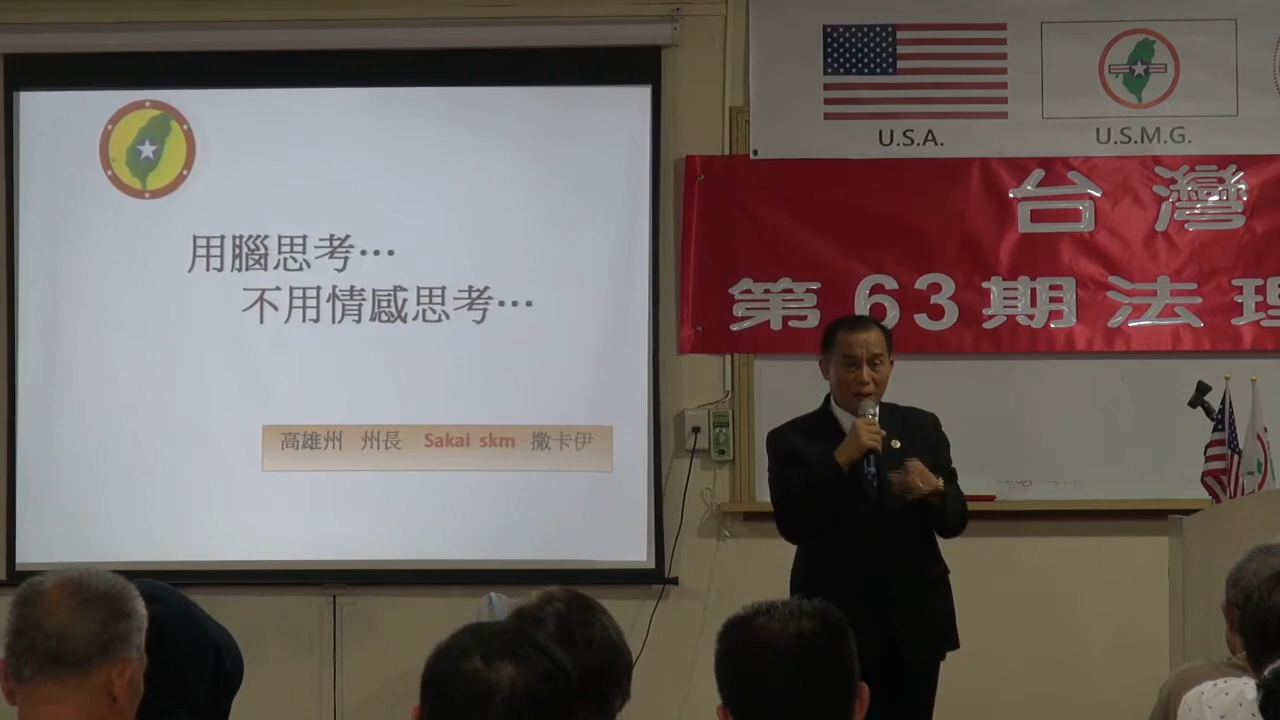 用腦思考⋯
不用情感思考⋯
高雄州 州長 Sakai skm 撒卡伊
U.S.A.
U.S.M.G.
台灣
第63期法理